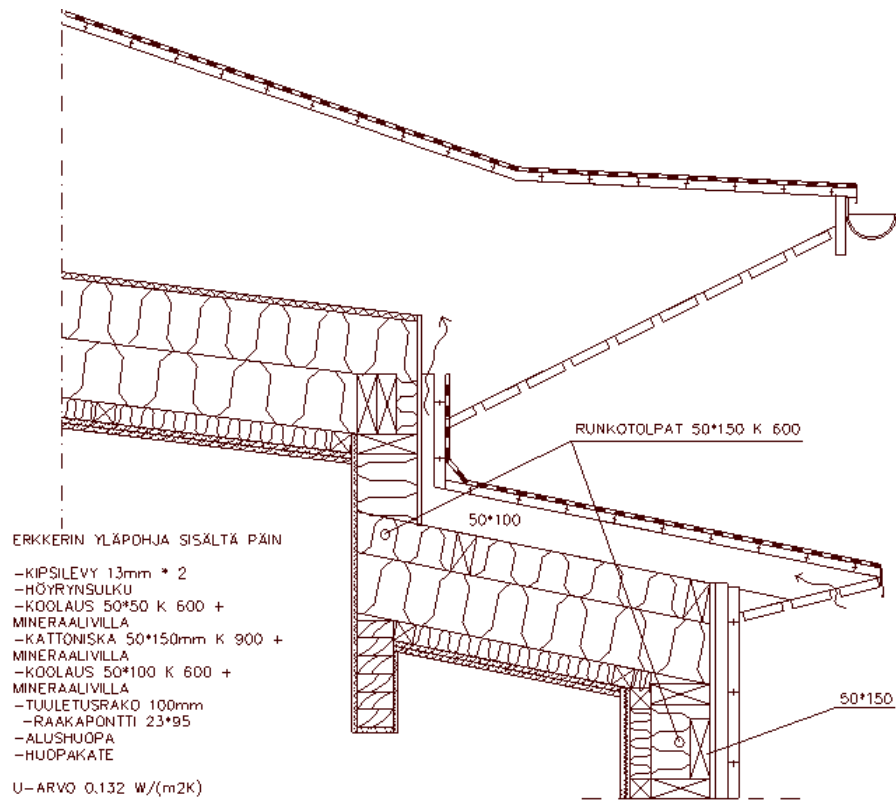 RUNKOTOLPAT 50*150 K 600
50*100
ERKKERIN YLÄPOHJA SISÄLTÄ PÄIN
-KIPSILEVY 13mm * 2
-HÖYRYNSULKU
-KOOLAUS 50*50 K 600 +
MINERAALIVILLA
-KATTONISKA 50*150mm K 900 +
MINERAALIVILLA
-KOOLAUS 50*100 K 600 +
MINERAALIVILLA
-TUULETUSRAKO 100mm
-RAAKAPONTTI 23*95
-ALUSHUOPA
-HUOPAKATE
50*150
U-ARVO 0.132 W/(m2K)